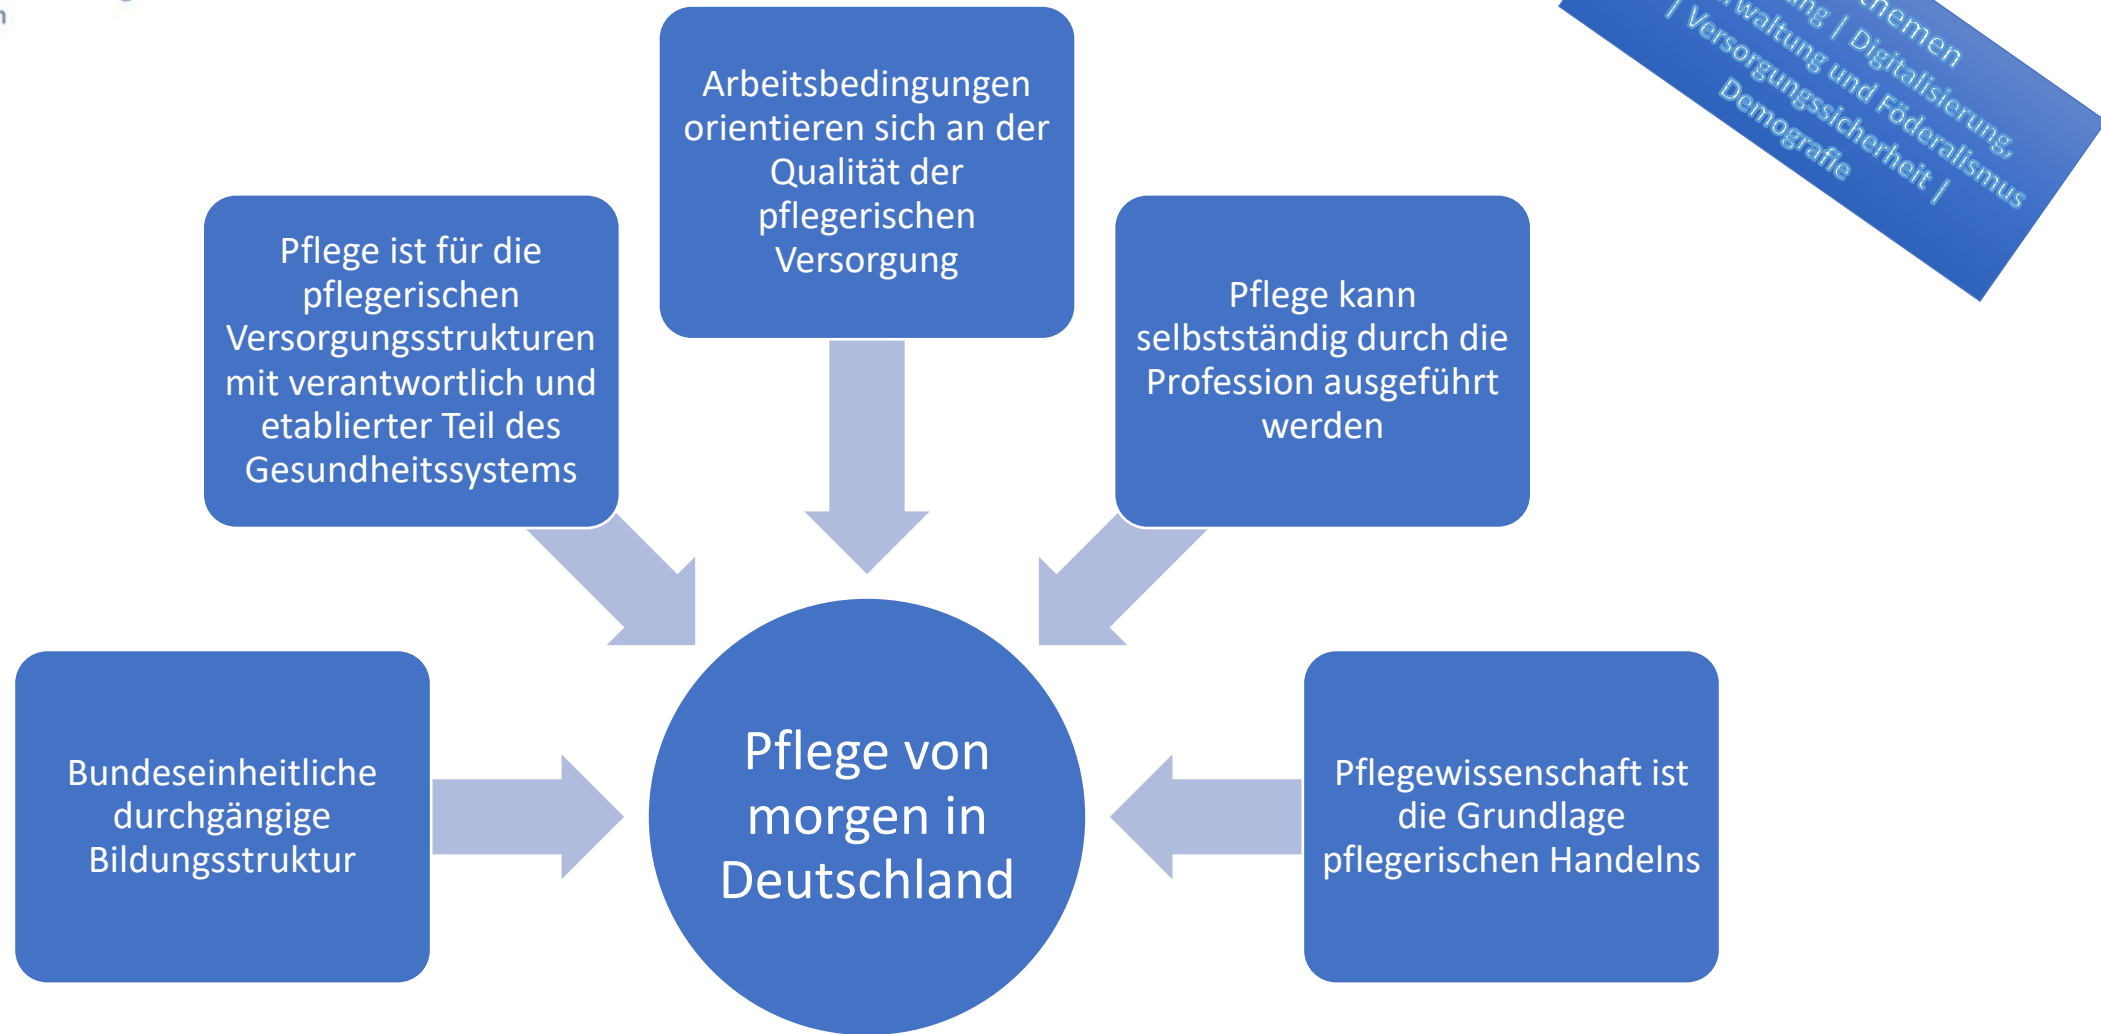 Arbeitsbedingungen
orientieren sich an der
Qualität der
pflegerischen
Versorgung
Pflege ist für die
pflegerischen
Versorgungsstrukturen
mit verantwortlich und
etablierter Teil des
Gesundheitssystems
Pflege kann
selbstständig durch die
Profession ausgeführt
werden
Bundeseinheitliche
durchgängige
Bildungsstruktur
Pflege von
morgen in
Deutschland
Pflegewissenschaft ist
die Grundlage
pflegerischen Handelns
| Digitalisierung,
und Föderalismus
| Versorgungssicherheit |
Demografie